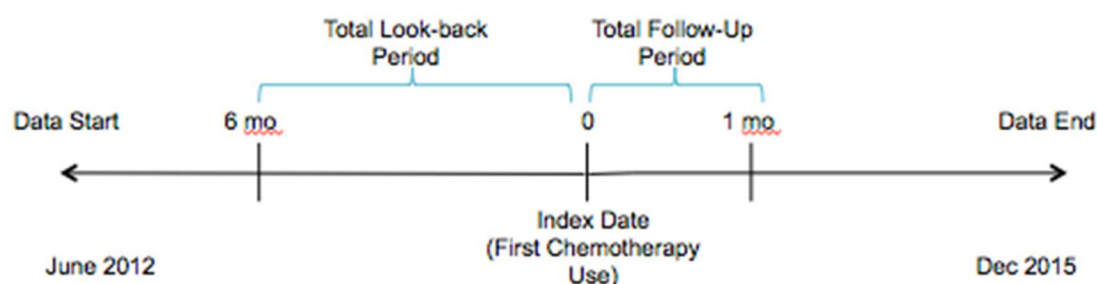 Total Look-back
Period
Total Follow-Up
Period
Data Start
6 mo
0
1 mo
Data End
Index Date
(First Chemotherapy
Use)
June 2012
Dec 2015